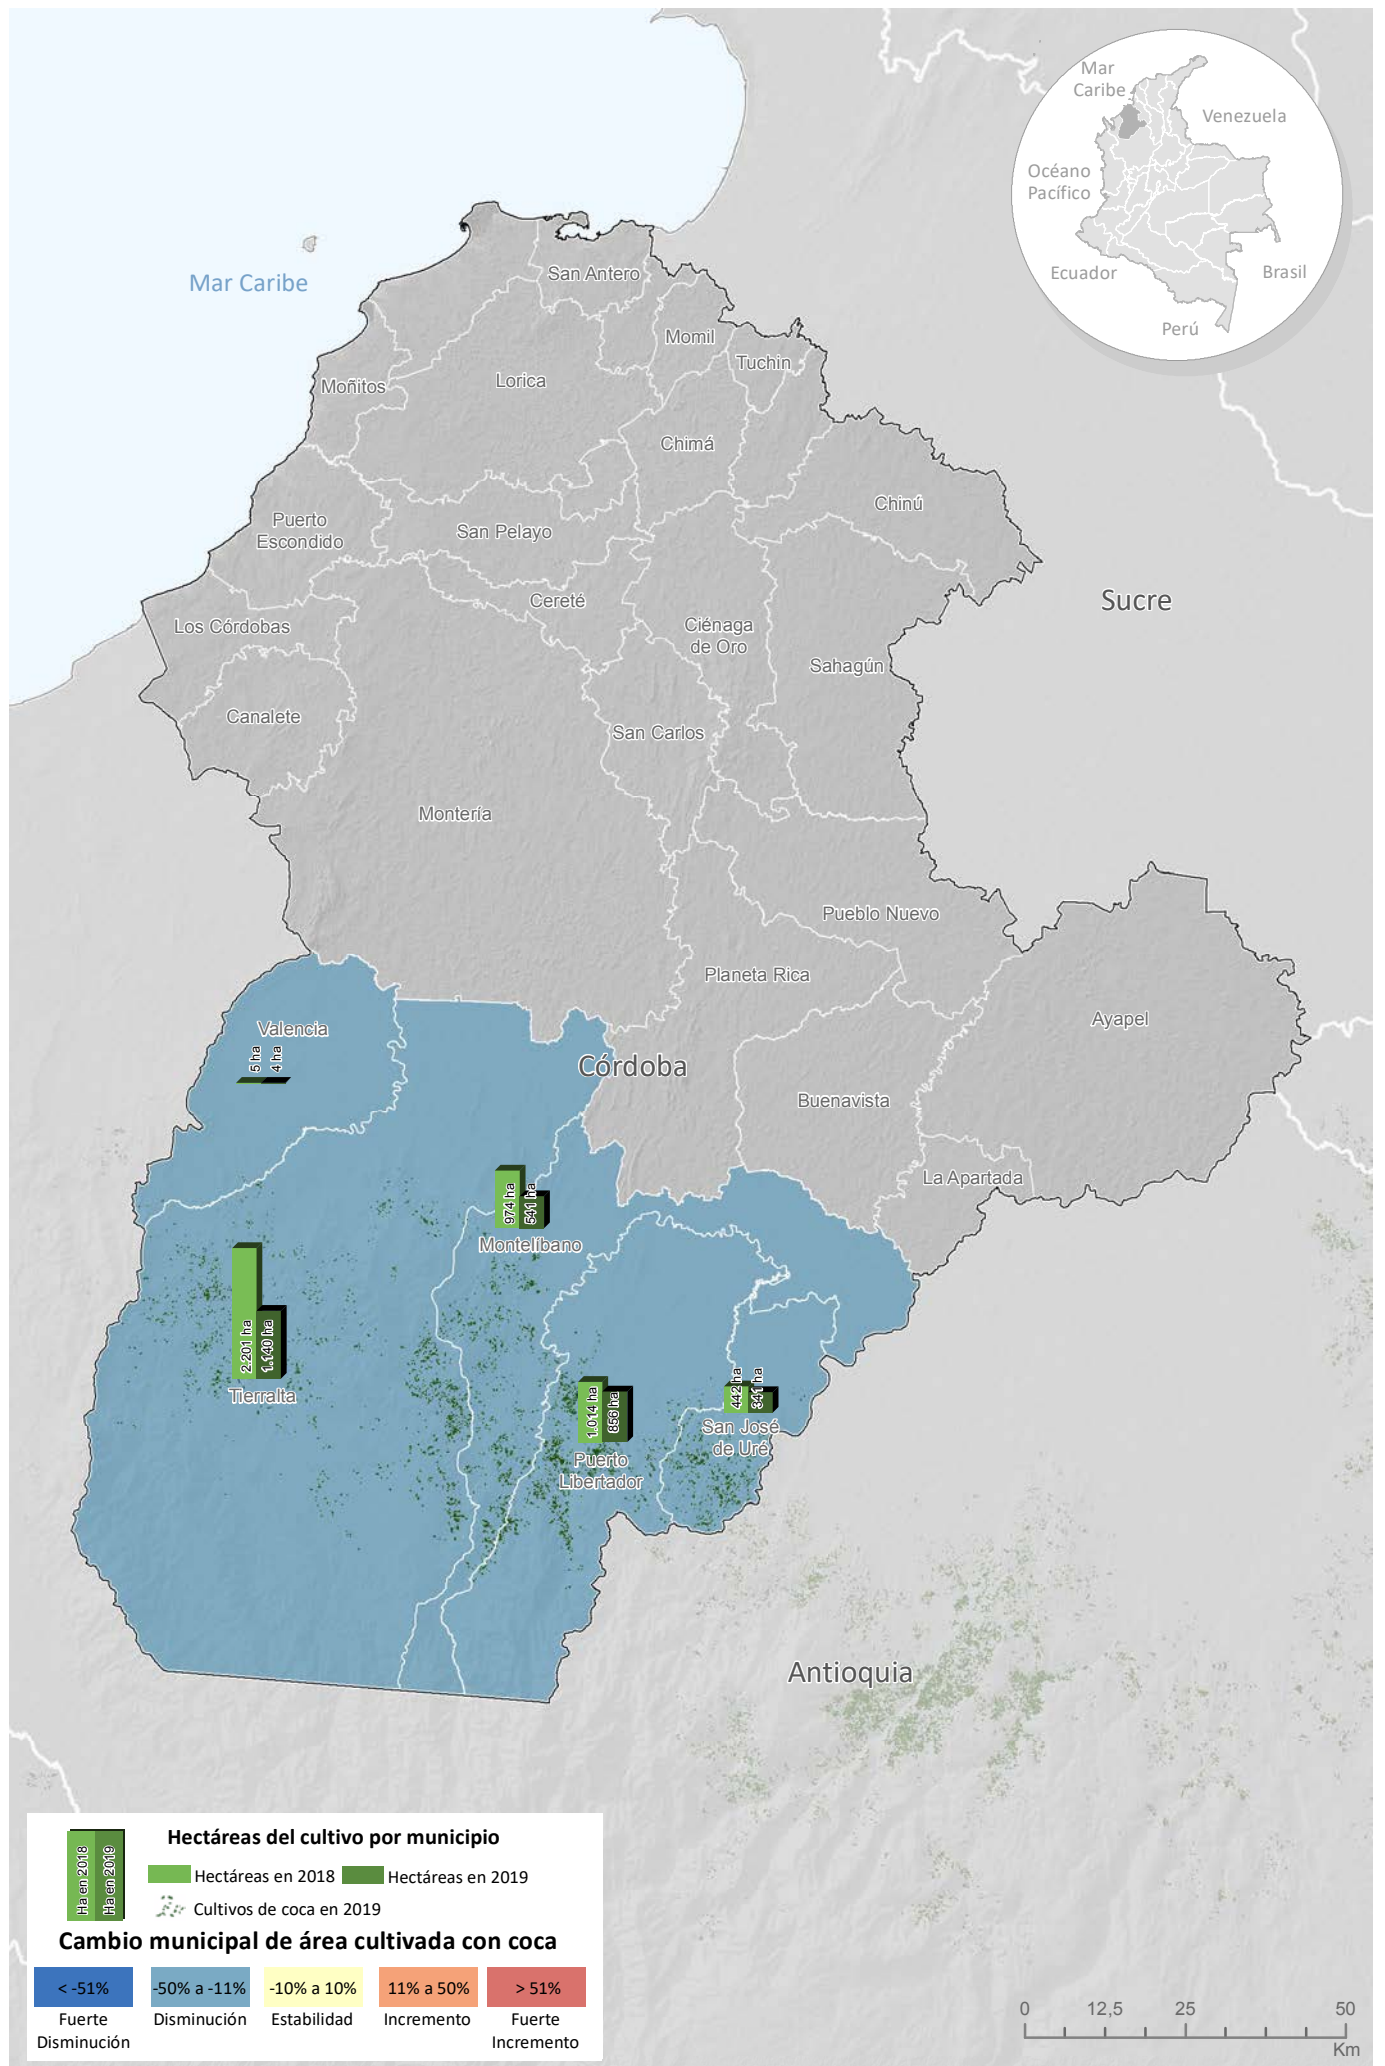 Mar
Caribe
Venezuela
Océano
Pacífico
Ecuador
Brasil
Perú
Mar Caribe
San Antero
Momil
Tuchin
Moñitos
Lorica
Chimá
Chinú
Puerto
Escondido
San Pelayo
Cereté
Sucre
Los Córdobas
Ciénaga
de Oro
Sahagún
Canalete
San Carlos
Montería
Pueblo Nuevo
Planeta Rica
Ayapel
Valencia
5 ha
4 ha
Córdoba
Buenavista
La Apartada
974 ha
541 ha
Montelíbano
2.201 ha
1.140 ha
Tierralta
1.014 ha
856 ha
Puerto
Libertador
442 ha
341 ha
San José
de Uré
Antioquia
Ha en 2018
Ha en 2019
Hectáreas del cultivo por municipio
Hectáreas en 2018
Hectáreas en 2019
Cultivos de coca en 2019
Cambio municipal de área cultivada con coca
< -51%
-50% a -11%
-10% a 10%
11% a 50%
> 51%
Fuerte
Disminución
Disminución
Estabilidad
Incremento
Fuerte
Incremento
0 12,5 25 50
Km